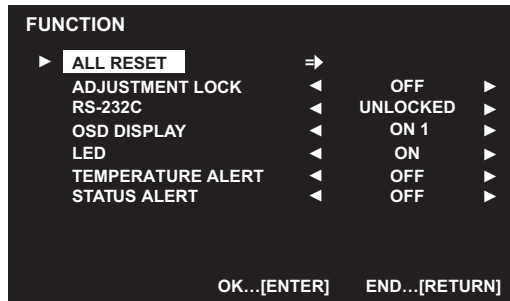 FUNCTION
ALL RESET
ADJUSTMENT LOCK OFF
RS-232C UNLOCKED
OSD DISPLAY ON 1
LED ON
TEMPERATURE ALERT OFF
STATUS ALERT OFF
OK…[ENTER] END…[RETURN]